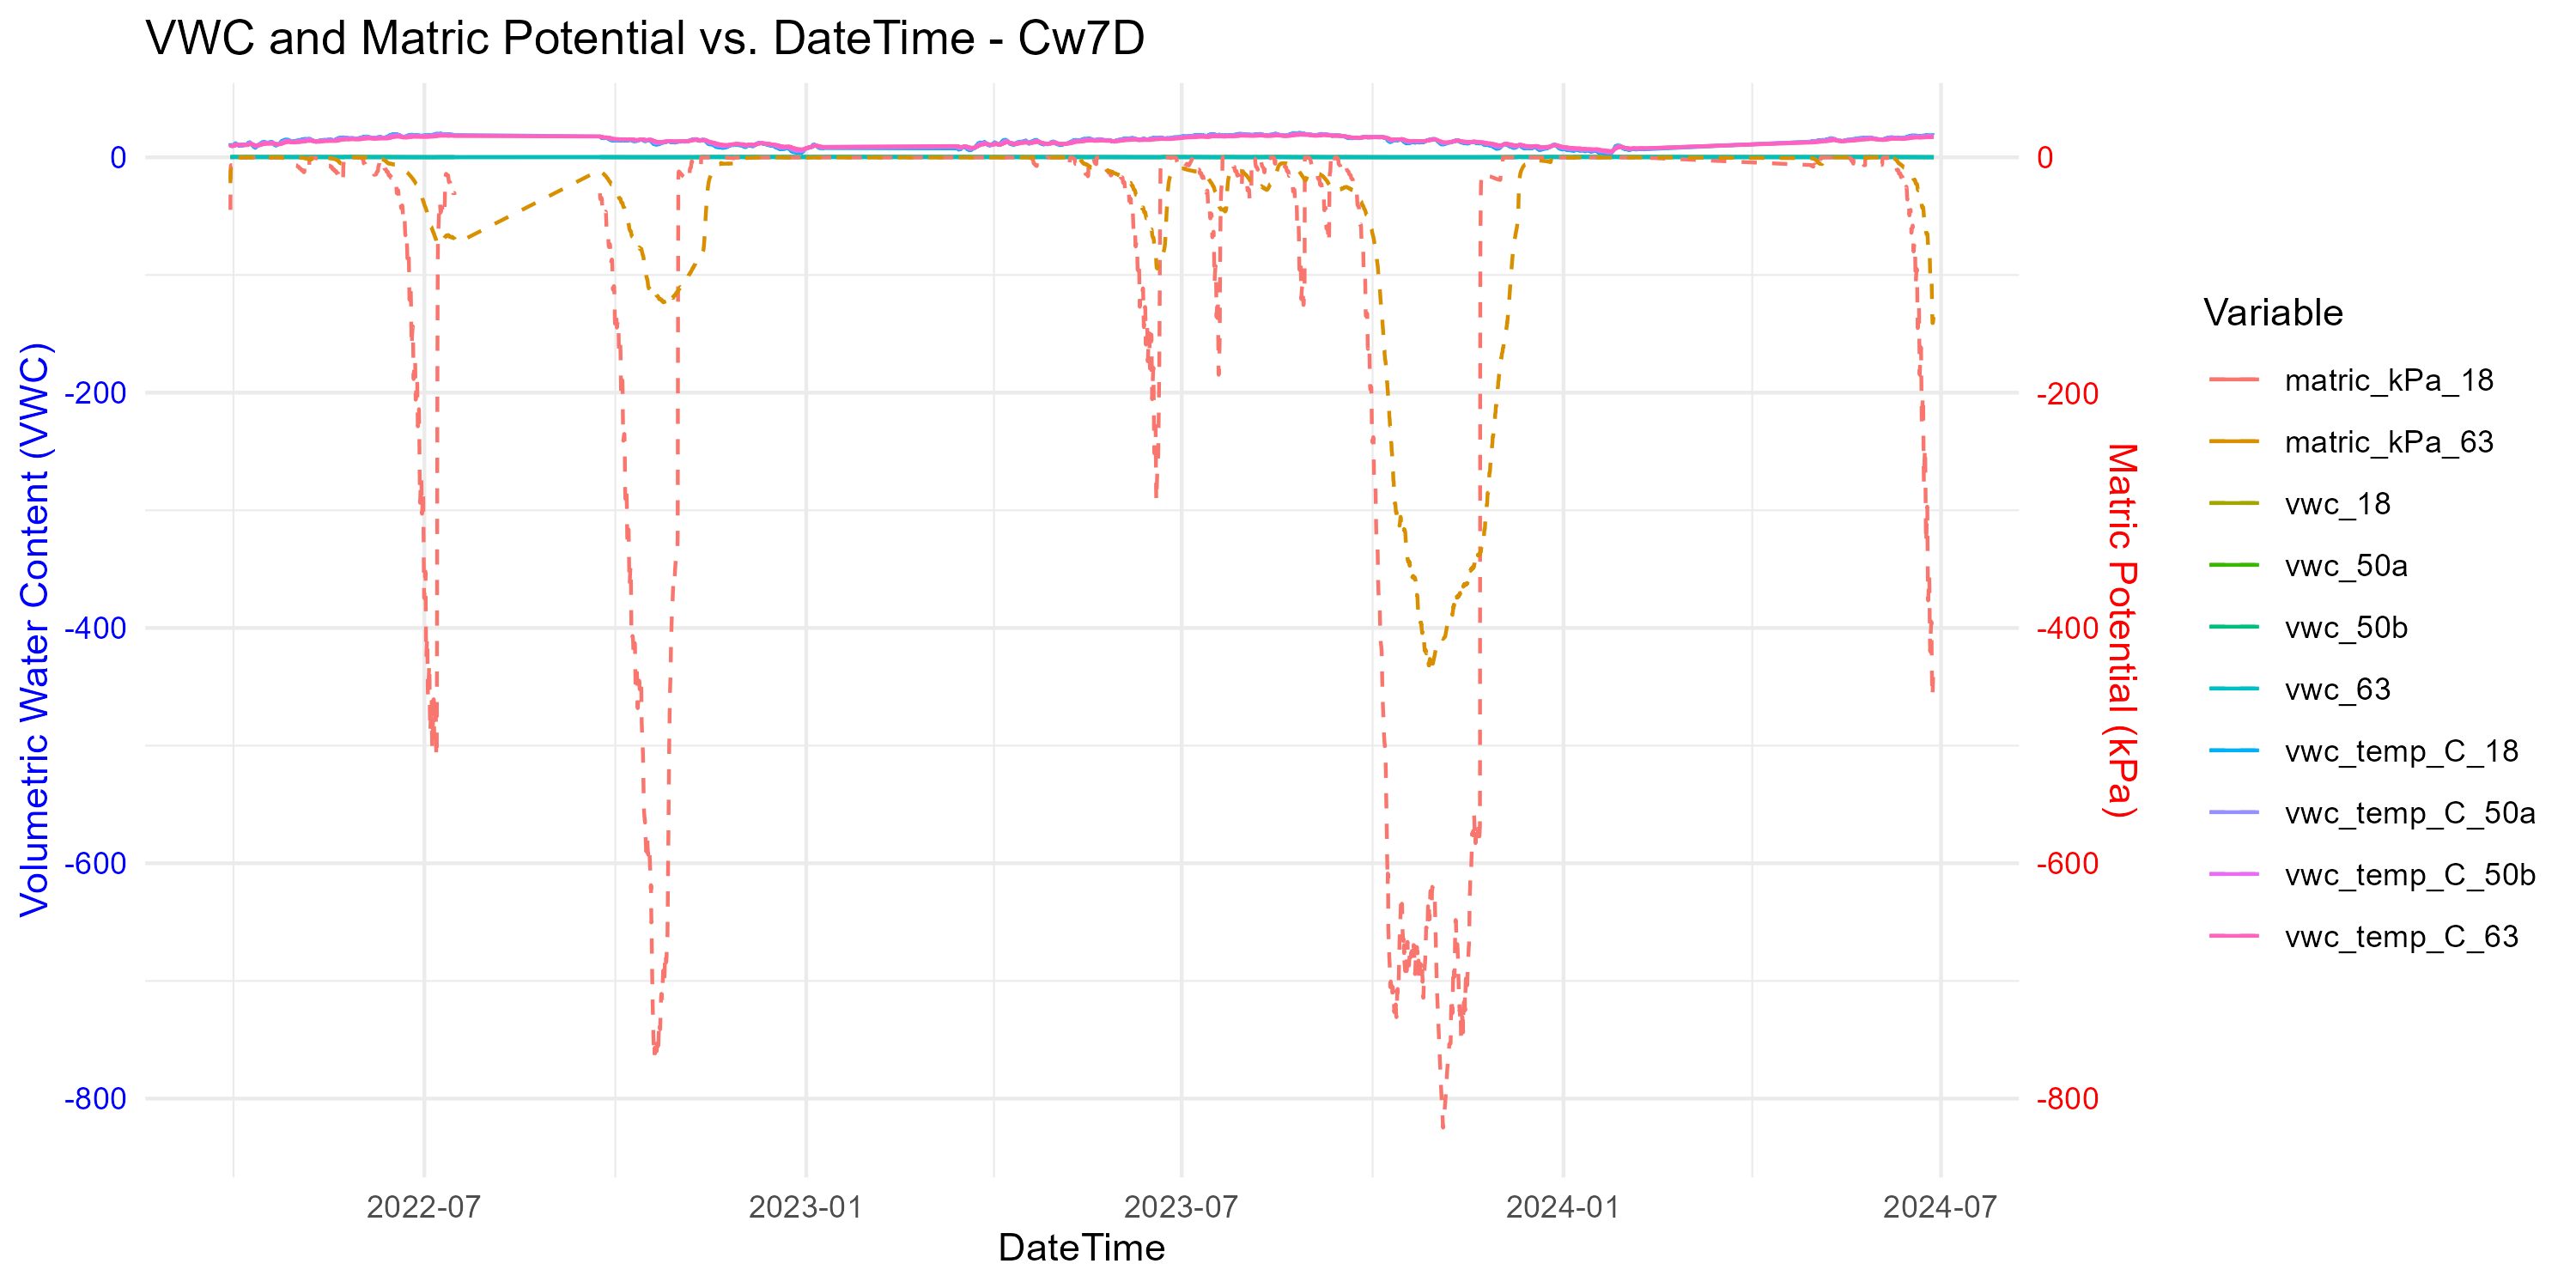 VWC and Matric Potential vs. DateTime - Cw7D
Volumetric Water Content (VWC)
0
-200
-400
-600
-800
0
-200
-400
-600
-800
Matric Potential (kPa)
2022-07
2023-01
2023-07
2024-01
2024-07
DateTime
Variable
matric_kPa_18
matric_kPa_63
vwc_18
vwc_50a
vwc_50b
vwc_63
vwc_temp_C_18
vwc_temp_C_50a
vwc_temp_C_50b
vwc_temp_C_63